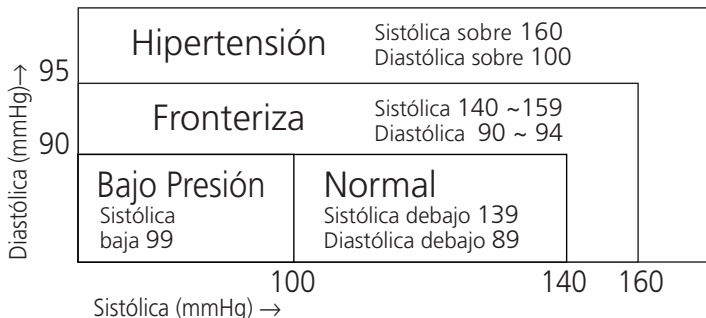 Hipertensión
Sistólica sobre 160
Diastólica sobre 100
95
Fronteriza
Sistólica 140 ~159
Diastólica 90 ~ 94
90
Bajo Presión
Sistólica
baja 99
Normal
Sistólica debajo 139
Diastólica debajo 89
Diastólica (mmHg)→
100
140
160
Sistólica (mmHg) →